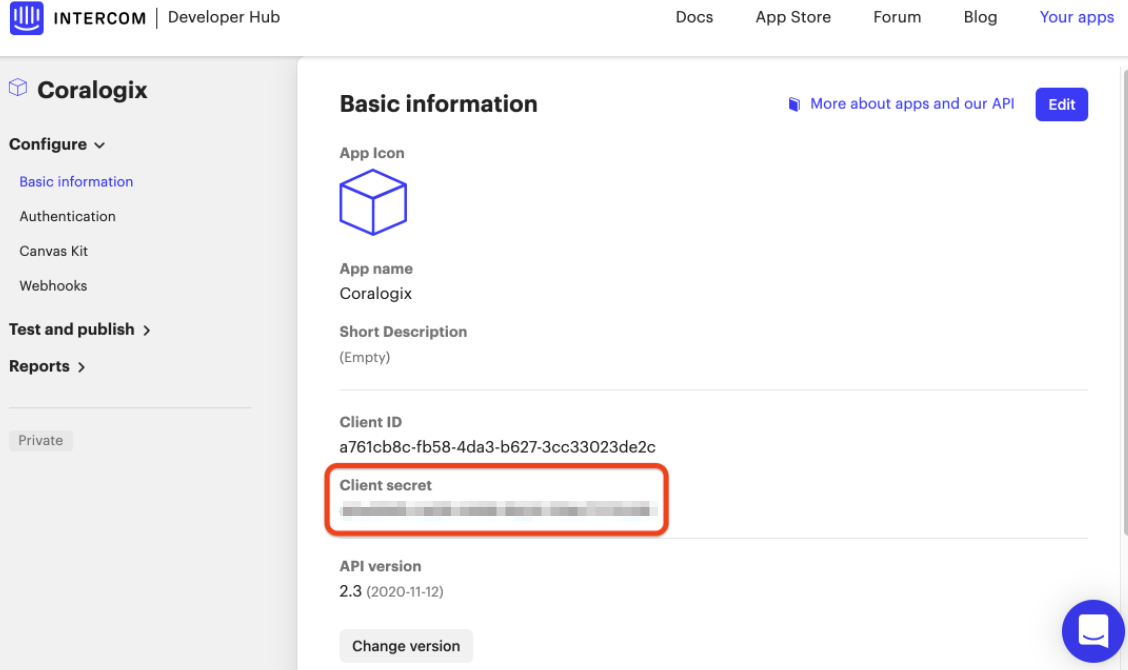 INTERCOM | Developer Hub
Docs
App Store
Forum
Blog
Your apps
Coralogix
Configure
Basic information
Authentication
Canvas Kit
Webhooks
Test and publish
Reports
Private
Basic information
More about apps and our API
Edit
App Icon
App name
Coralogix
Short Description
(Empty)
Client ID
a761cb8c-fb58-4da3-b627-3cc33023de2c
Client secret
API version
2.3 (2020-11-12)
Change version